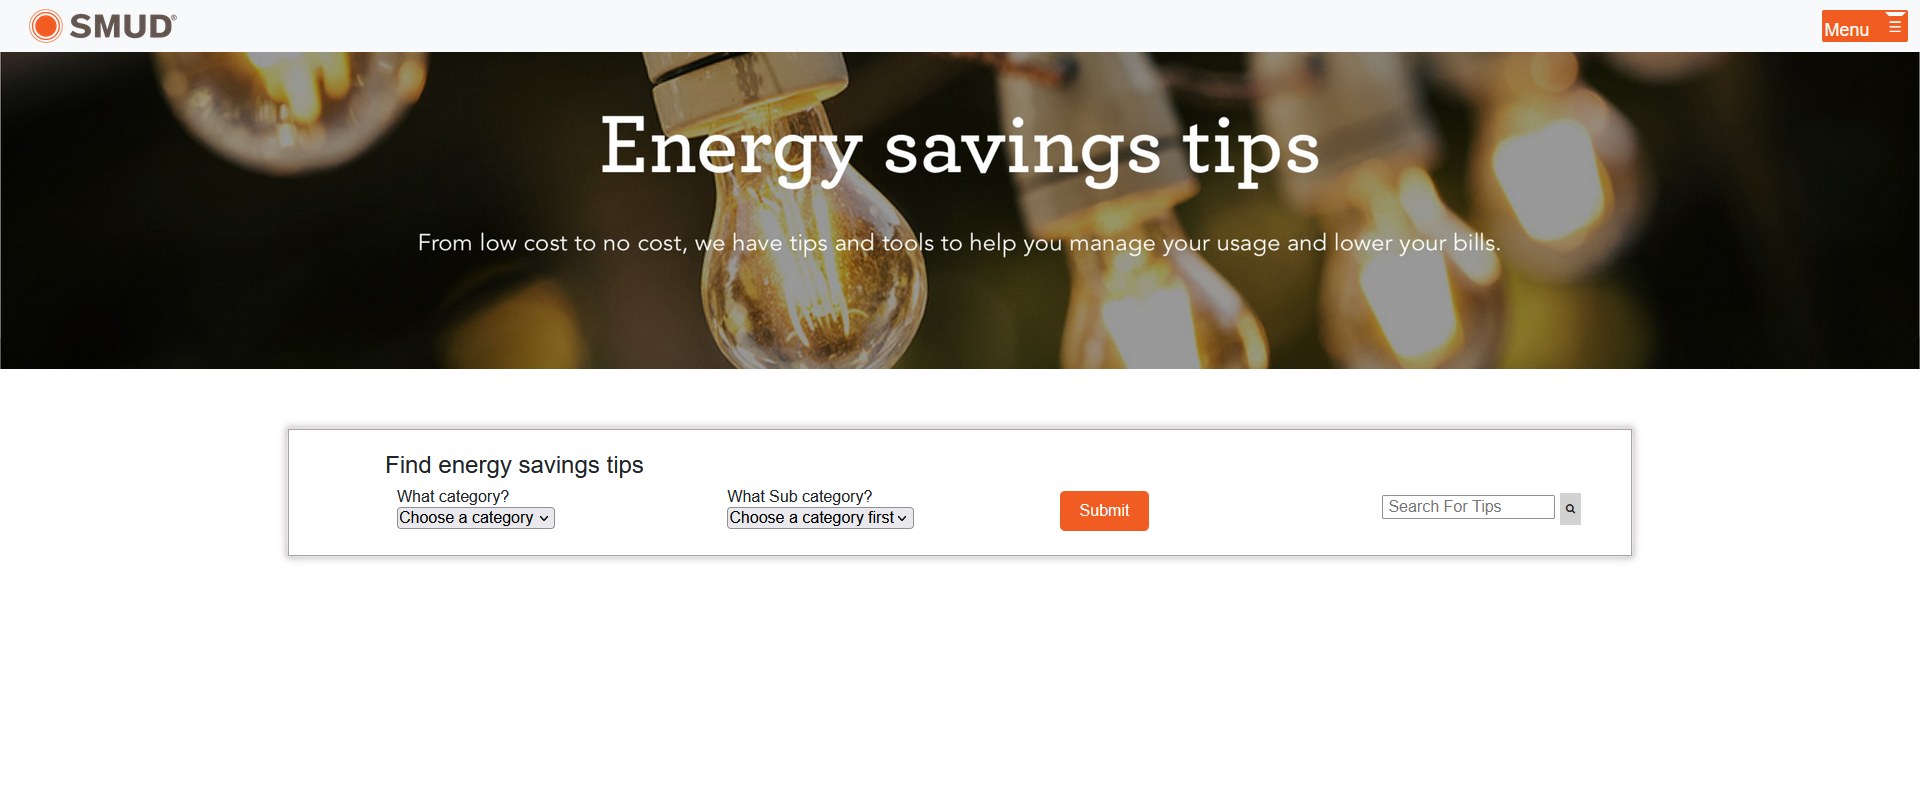 SMUD®
Menu ☰
Energy savings tips
From low cost to no cost, we have tips and tools to help you manage your usage and lower your bills.
Find energy savings tips
What category?
Choose a category
What Sub category?
Choose a category first
Submit
Search For Tips